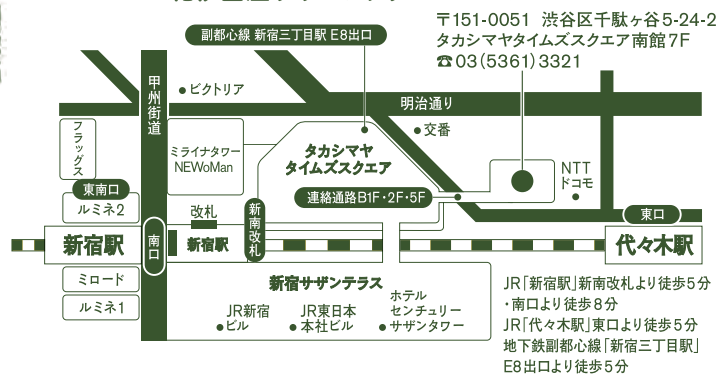 副都心線 新宿三丁目駅 E8出口
〒151-0051 渋谷区千駄ヶ谷5-24-2
タカシマヤタイムズスクエア南館7F
☎03(5361)3321
甲州街道
ビクトリア
明治通り
フラッグス
ミライナタワー
NEWoMan
タカシマヤ
タイムズスクエア
交番
NTT
ドコモ
東南口
ルミネ2
改札
新南改札
連絡通路B1F・2F・5F
東口
新宿駅
南口
新宿駅
代々木駅
ミロード
ルミネ1
新宿サザンテラス
JR新宿
ビル
JR東日本
本社ビル
ホテル
センチュリー
サザンタワー
JR「新宿駅」新南改札より徒歩5分
・南口より徒歩8分
JR「代々木駅」東口より徒歩5分
地下鉄副都心線「新宿三丁目駅」
E8出口より徒歩5分